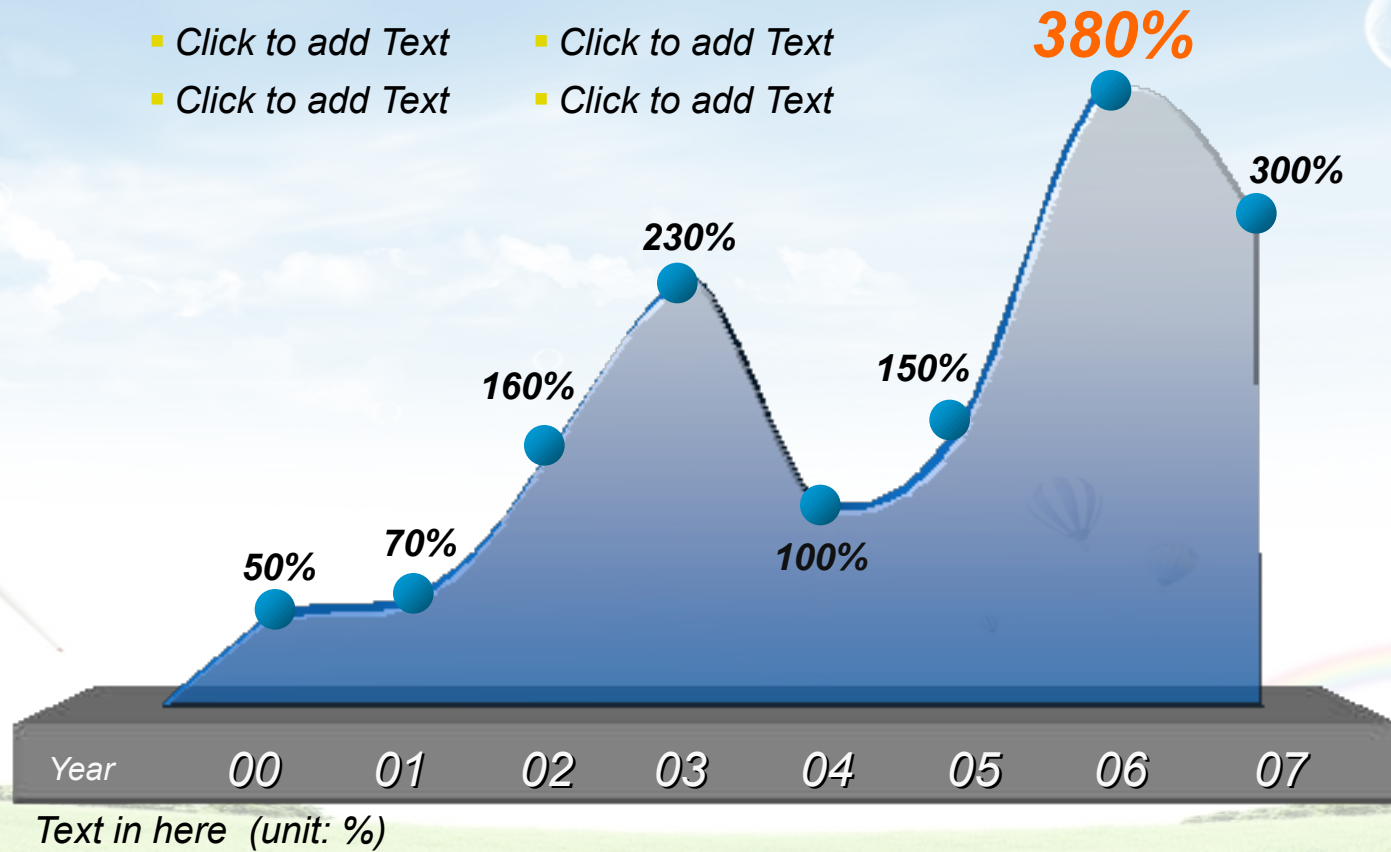 ▪ Click to add Text ▪ Click to add Text
▪ Click to add Text ▪ Click to add Text
380%
300%
230%
160%
150%
70%
50%
100%
Year 00 01 02 03 04 05 06 07
Text in here (unit: %)